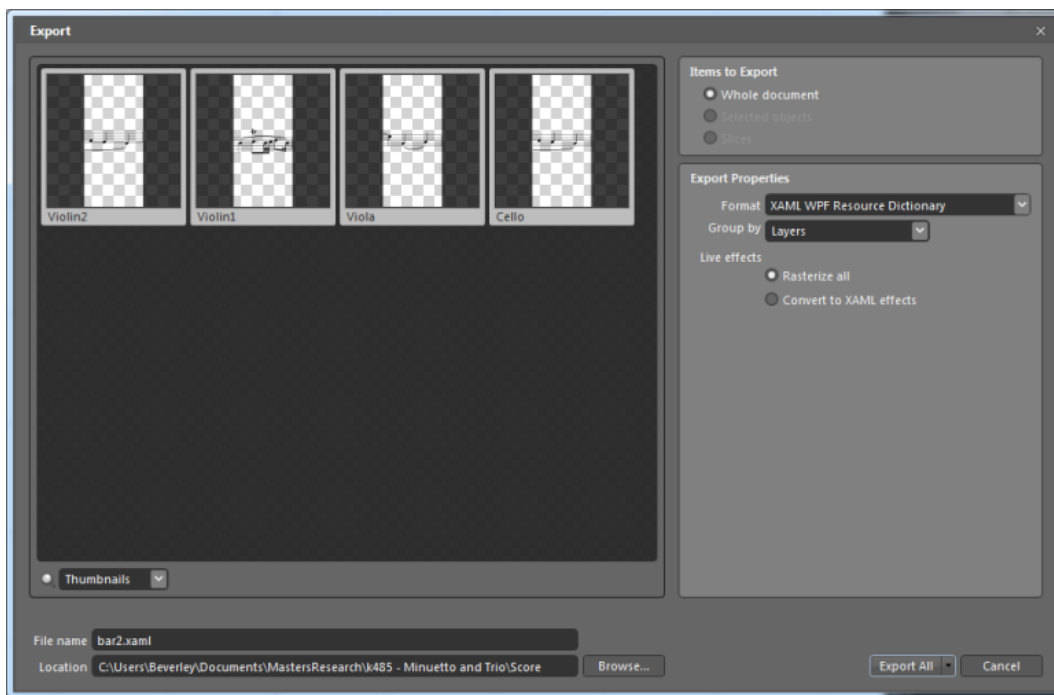 Export
Violin2
Violin1
Viola
Cello
Thumbnails
Items to Export
Whole document
Selected objects
Slices
Export Properties
Format XAML WPF Resource Dictionary
Group by Layers
Live effects
Rasterize all
Convert to XAML effects
File name bar2.xaml
Location C:\Users\Beverley\Documents\MastersResearch\k485 - Minuetto and Trio\Score Browse...
Export All Cancel